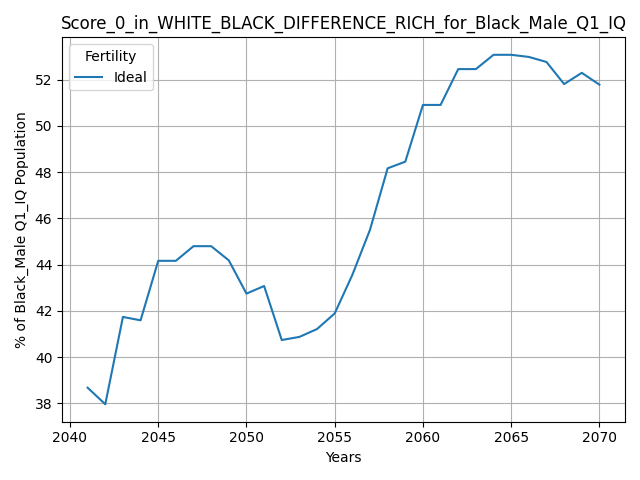 Score_0_in_WHITE_BLACK_DIFFERENCE_RICH_for_Black_Male_Q1_IQ
Fertility
Ideal
% of Black_Male Q1_IQ Population
52
50
48
46
44
42
40
38
2040 2045 2050 2055 2060 2065 2070
Years